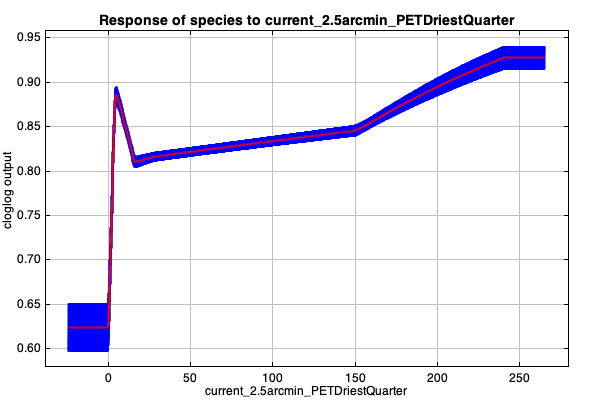 Response of species to current_2.5arcmin_PETDriestQuarter
0.95
0.90
0.85
0.80
0.75
0.70
0.65
0.60
cloglog output
0 50 100 150 200 250
current_2.5arcmin_PETDriestQuarter